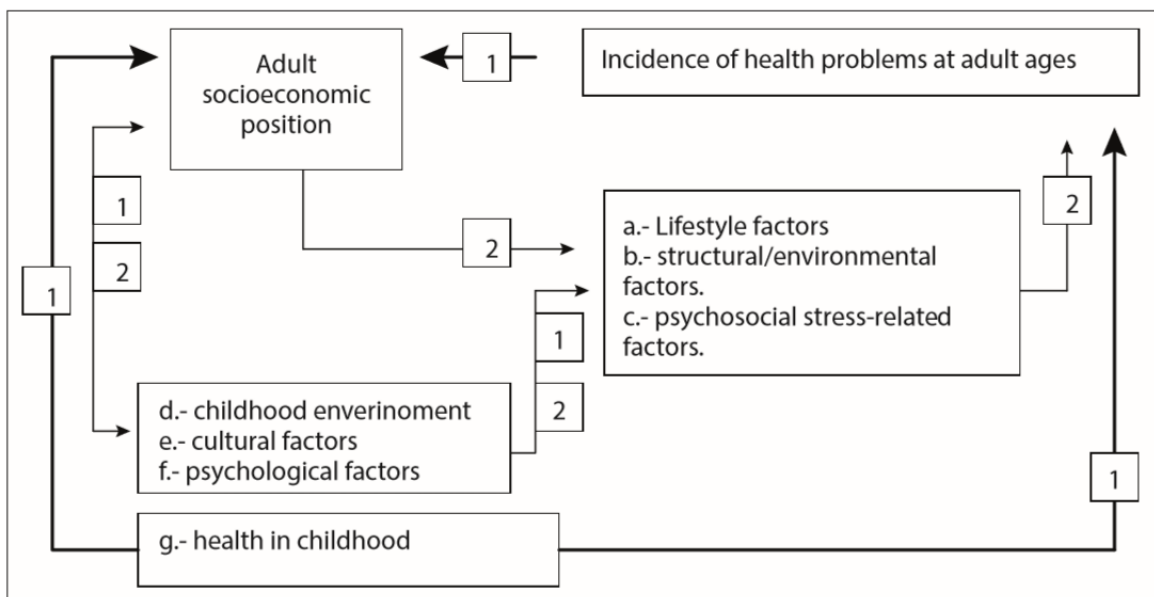 Adult
socioeconomic
position
1
Incidence of health problems at adult ages
1
2
1
2
a.- Lifestyle factors
b.- structural/environmental
factors.
c.- psychosocial stress-related
factors.
2
2
1
2
d.- childhood enverinoment
e.- cultural factors
f.- psychological factors
1
g.- health in childhood